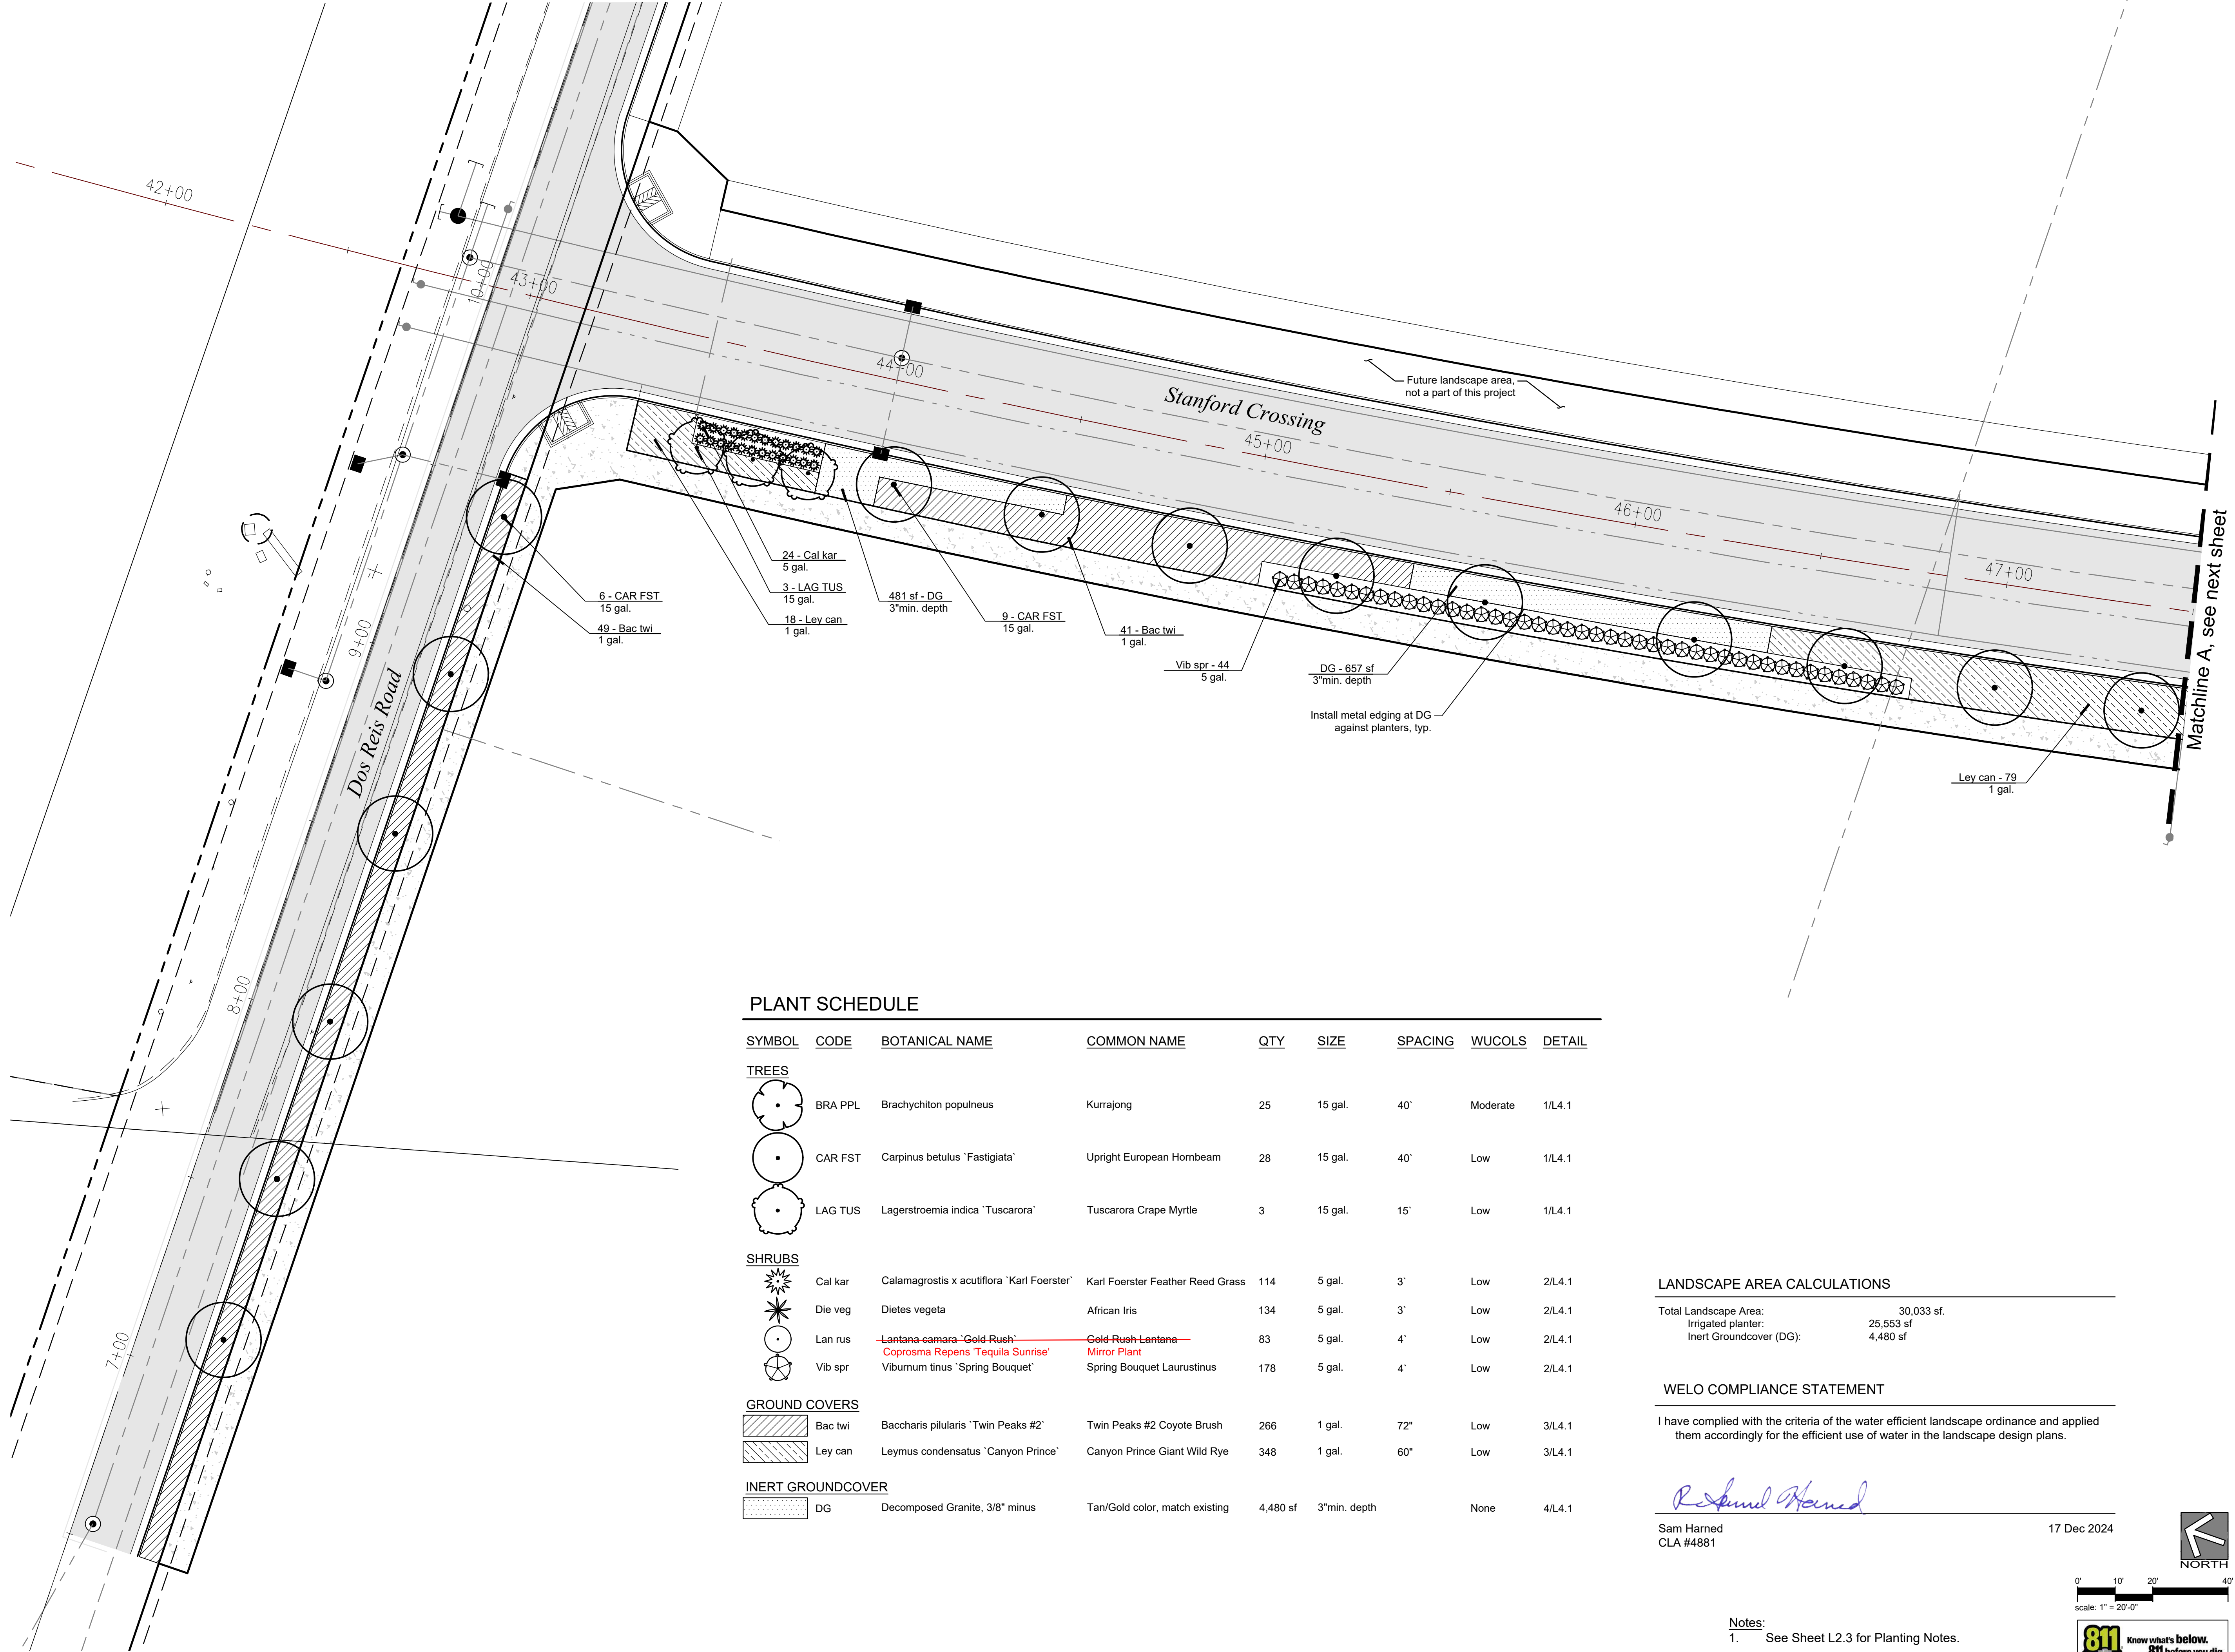 42+00
10+00
43+00
44+00
Stanford Crossing
45+00
Future landscape area,
not a part of this project
46+00
47+00
Matchline A, see next sheet
Dos Reis Road
9+00
8+00
7+00
6 - CAR FST
15 gal.
49 - Bac twi
1 gal.
24 - Cal kar
5 gal.
3 - LAG TUS
15 gal.
18 - Ley can
1 gal.
481 sf - DG
3"min. depth
9 - CAR FST
15 gal.
41 - Bac twi
1 gal.
Vib spr - 44
5 gal.
DG - 657 sf
3"min. depth
Install metal edging at DG
against planters, typ.
Ley can - 79
1 gal.
PLANT SCHEDULE
SYMBOL CODE BOTANICAL NAME COMMON NAME QTY SIZE SPACING WUCOLS DETAIL
TREES
BRA PPL Brachychiton populneus Kurrajong 25 15 gal. 40` Moderate 1/L4.1
CAR FST Carpinus betulus `Fastigiata` Upright European Hornbeam 28 15 gal. 40` Low 1/L4.1
LAG TUS Lagerstroemia indica `Tuscarora` Tuscarora Crape Myrtle 3 15 gal. 15` Low 1/L4.1
SHRUBS
Cal kar Calamagrostis x acutiflora `Karl Foerster` Karl Foerster Feather Reed Grass 114 5 gal. 3` Low 2/L4.1
Die veg Dietes vegeta African Iris 134 5 gal. 3` Low 2/L4.1
Lan rus Lantana camara `Gold Rush` Gold Rush Lantana 83 5 gal. 4` Low 2/L4.1
Coprosma Repens 'Tequila Sunrise' Mirror Plant
Vib spr Viburnum tinus `Spring Bouquet` Spring Bouquet Laurustinus 178 5 gal. 4` Low 2/L4.1
GROUND COVERS
Bac twi Baccharis pilularis `Twin Peaks #2` Twin Peaks #2 Coyote Brush 266 1 gal. 72" Low 3/L4.1
Ley can Leymus condensatus `Canyon Prince` Canyon Prince Giant Wild Rye 348 1 gal. 60" Low 3/L4.1
INERT GROUNDCOVER
DG Decomposed Granite, 3/8" minus Tan/Gold color, match existing 4,480 sf 3"min. depth None 4/L4.1
LANDSCAPE AREA CALCULATIONS
Total Landscape Area: 30,033 sf.
Irrigated planter: 25,553 sf
Inert Groundcover (DG): 4,480 sf
WELO COMPLIANCE STATEMENT
I have complied with the criteria of the water efficient landscape ordinance and applied
them accordingly for the efficient use of water in the landscape design plans.
R Samuel Harned
Sam Harned 17 Dec 2024
CLA #4881
NORTH
0' 10' 20' 40'
scale: 1" = 20'-0"
Notes:
1. See Sheet L2.3 for Planting Notes.
811 Know what's below.
811 before you dig